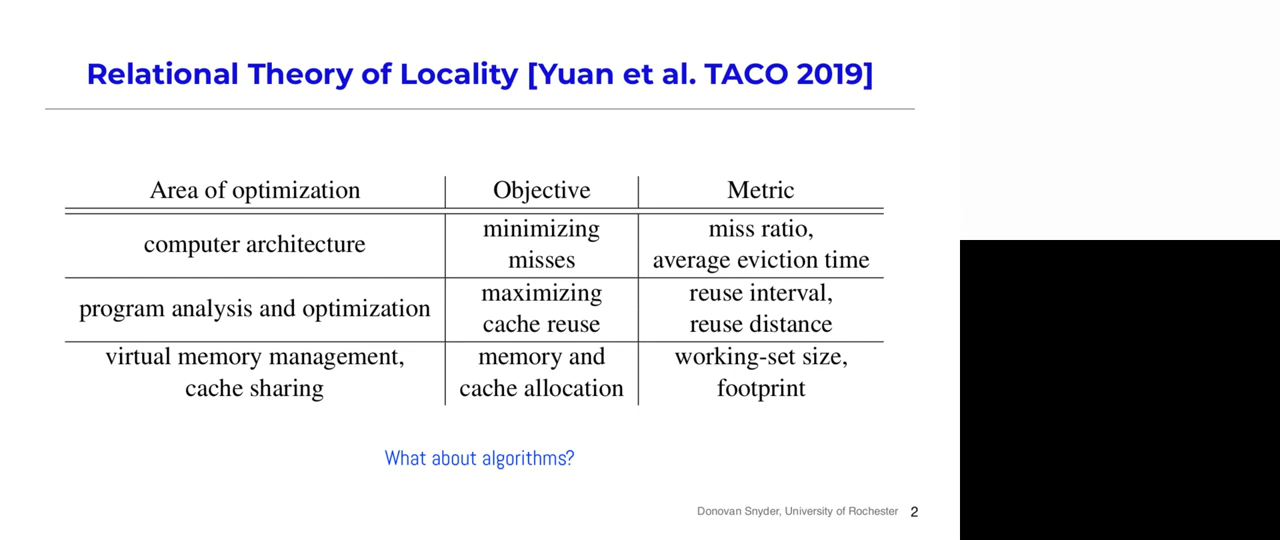 Relational Theory of Locality [Yuan et al. TACO 2019]
Area of optimization Objective Metric
computer architecture minimizing misses miss ratio, average eviction time
program analysis and optimization maximizing cache reuse reuse interval, reuse distance
virtual memory management, cache sharing memory and cache allocation working-set size, footprint
What about algorithms?
Donovan Snyder, University of Rochester 2